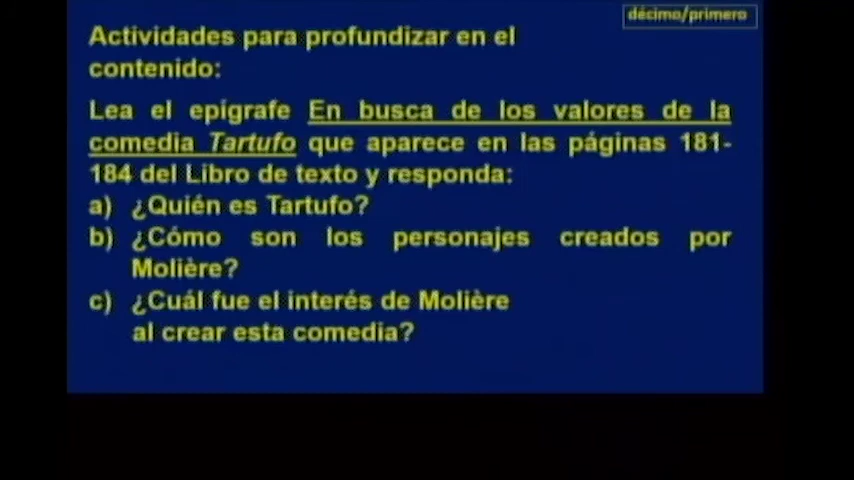 décimo/primero
Actividades para profundizar en el
contenido:
Lea el epígrafe En busca de los valores de la
comedia Tartufo que aparece en las páginas 181-
184 del Libro de texto y responda:
a) ¿Quién es Tartufo?
b) ¿Cómo son los personajes creados por
Molière?
c) ¿Cuál fue el interés de Molière
al crear esta comedia?